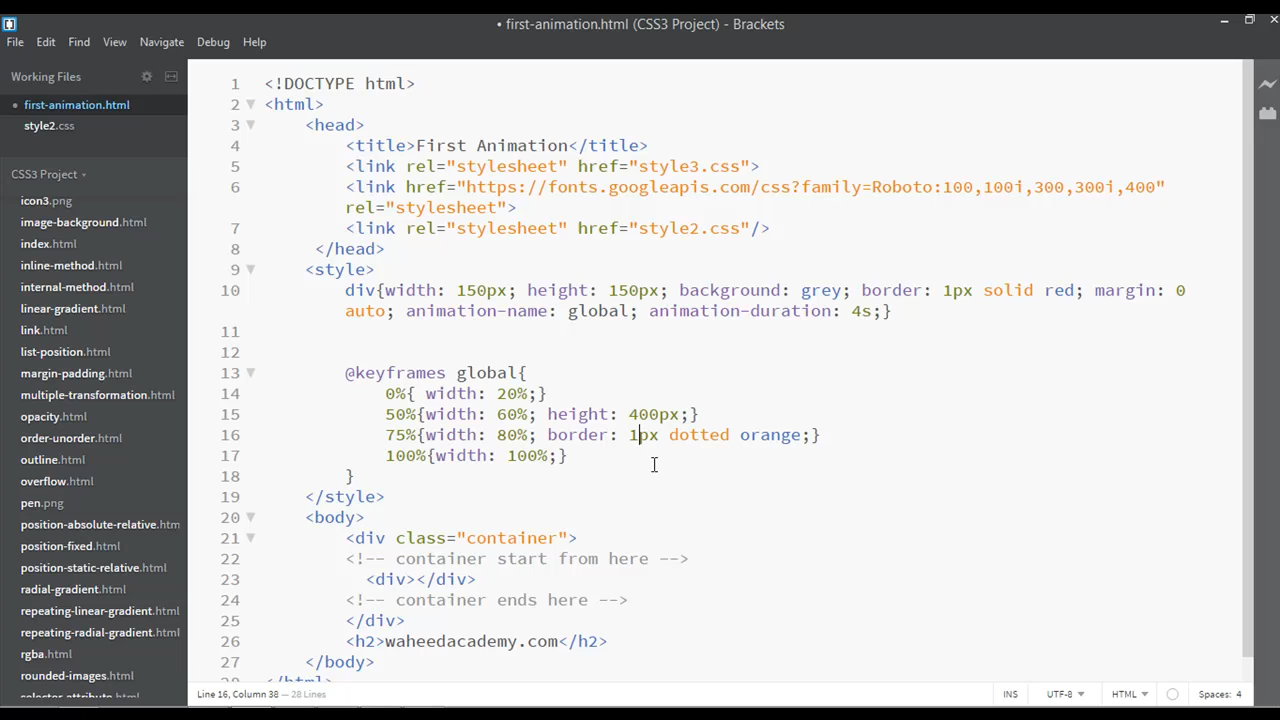 • first-animation.html (CSS3 Project) - Brackets
File Edit Find View Navigate Debug Help
Working Files
• first-animation.html
style2.css
CSS3 Project
icon3.png
image-background.html
index.html
inline-method.html
internal-method.html
linear-gradient.html
link.html
list-position.html
margin-padding.html
multiple-transformation.html
opacity.html
order-unorder.html
outline.html
overflow.html
pen.png
position-absolute-relative.htm
position-fixed.html
position-static-relative.html
radial-gradient.html
repeating-linear-gradient.html
repeating-radial-gradient.html
rgba.html
rounded-images.html
selector-attribute.html
1 <!DOCTYPE html>
2 <html>
3 <head>
4 <title>First Animation</title>
5 <link rel="stylesheet" href="style3.css">
6 <link href="https://fonts.googleapis.com/css?family=Roboto:100,100i,300,300i,400"
rel="stylesheet">
7 <link rel="stylesheet" href="style2.css"/>
8 </head>
9 <style>
10 div{width: 150px; height: 150px; background: grey; border: 1px solid red; margin: 0
auto; animation-name: global; animation-duration: 4s;}
11
12
13 @keyframes global{
14 0%{ width: 20%;}
15 50%{width: 60%; height: 400px;}
16 75%{width: 80%; border: 1px dotted orange;}
17 100%{width: 100%;}
18 }
19 </style>
20 <body>
21 <div class="container">
22 <!-- container start from here -->
23 <div></div>
24 <!-- container ends here -->
25 </div>
26 <h2>waheedacademy.com</h2>
27 </body>
</html>
Line 16, Column 38 — 28 Lines
INS UTF-8 HTML Spaces: 4